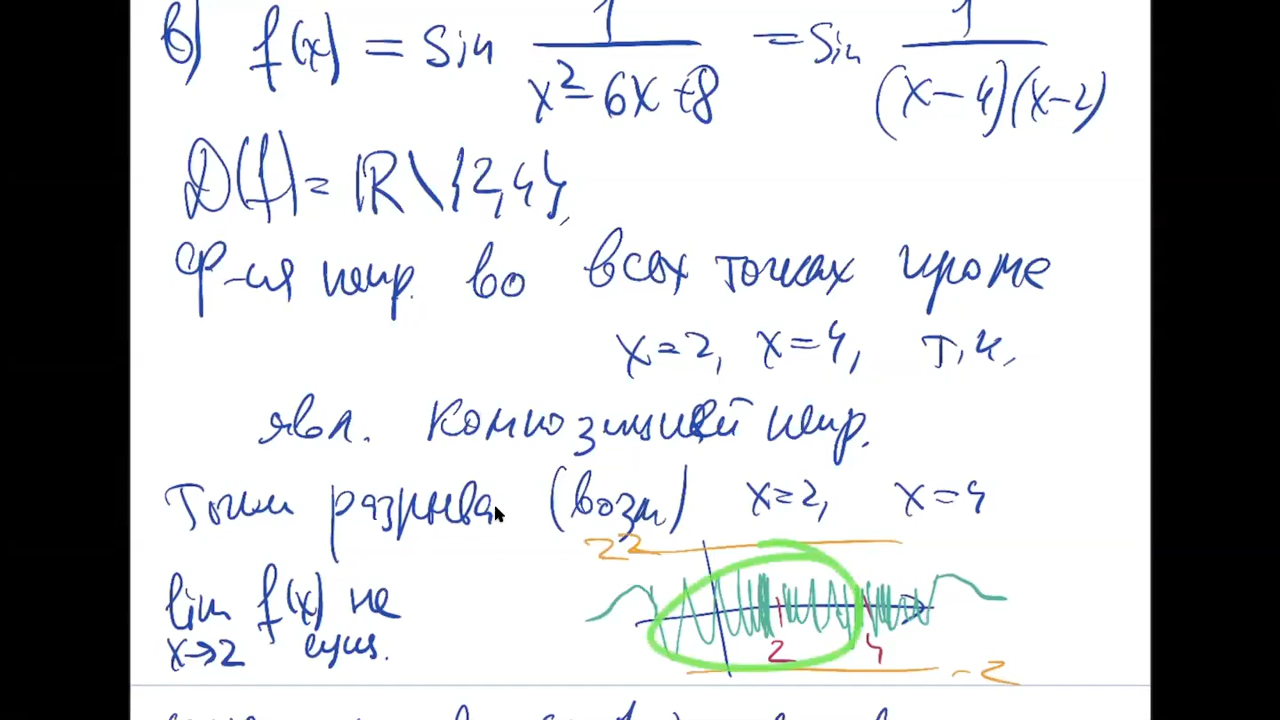 в) f(x) = Sin 1/(x² - 6x + 8) = Sin 1/((x-4)(x-2))
D(f) = ℝ \ {2,4},
Ф-ия непр. во всех точках кроме
x=2, x=4, т.к.
явл. композицией непр.
Точки разрыва (возм) x=2, x=4
22
lim f(x) не
x→2 сущ.
2 4
-2